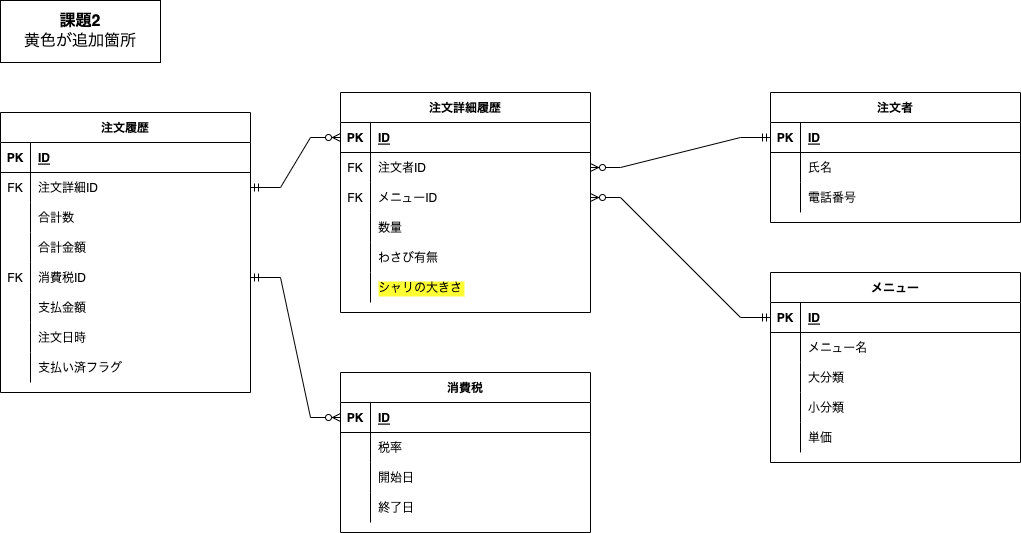 課題2
黄色が追加箇所
注文履歴
PK ID
FK 注文詳細ID
合計数
合計金額
FK 消費税ID
支払金額
注文日時
支払い済フラグ
注文詳細履歴
PK ID
FK 注文者ID
FK メニューID
数量
わさび有無
シャリの大きさ
消費税
PK ID
税率
開始日
終了日
注文者
PK ID
氏名
電話番号
メニュー
PK ID
メニュー名
大分類
小分類
単価